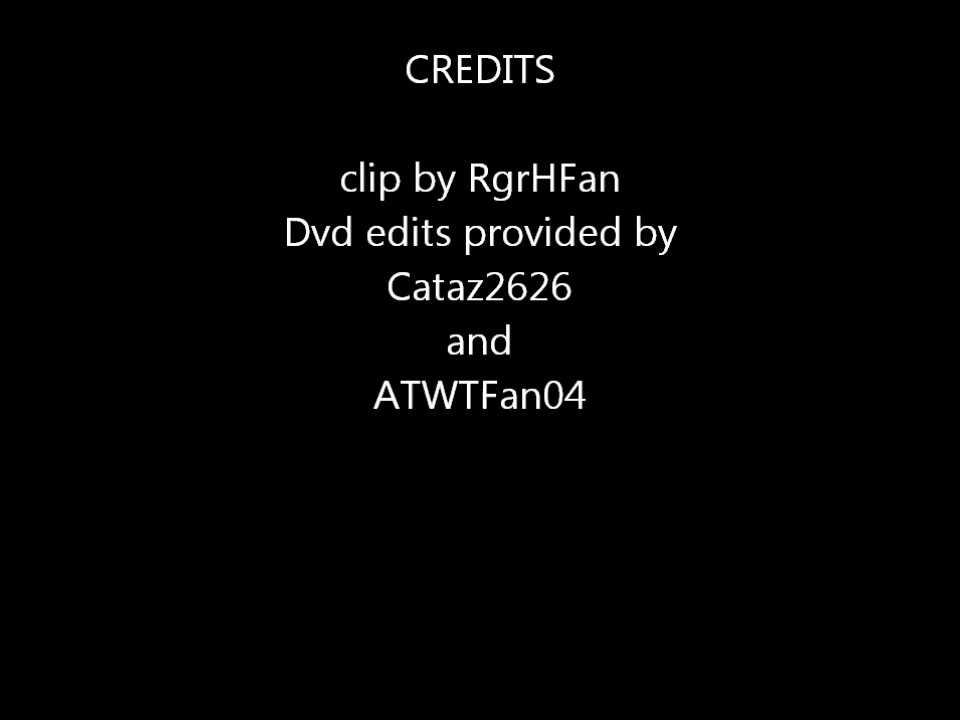 CREDITS
clip by RgrHFan
Dvd edits provided by
Cataz2626
and
ATWTFan04